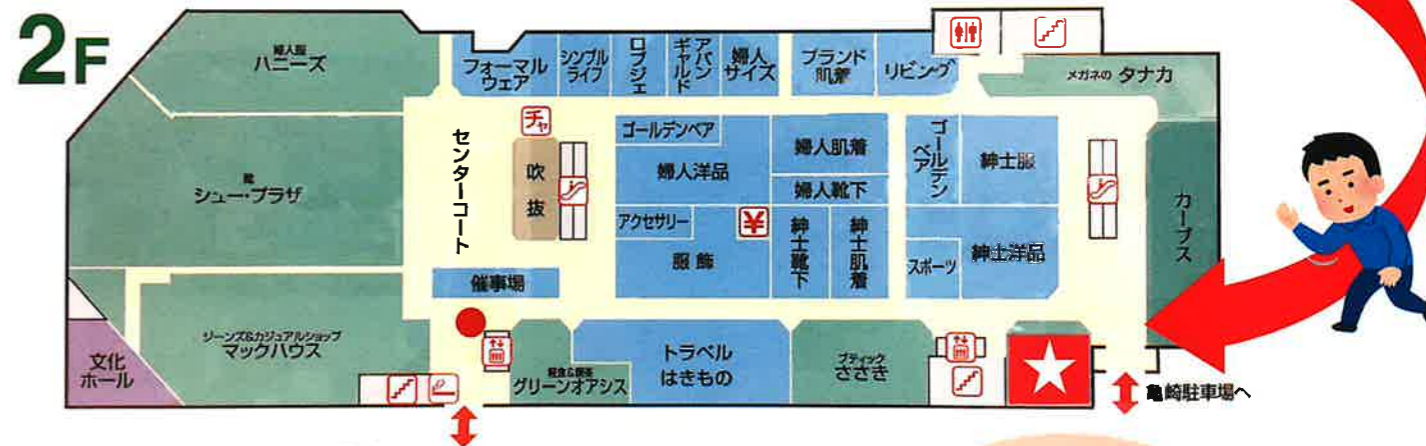 2F
婦人服
ハニーズ
フォーマル
ウェア
シンプル
ライフ
ロブジェ
アバン
ギャルド
婦人
サイズ
ブランド
肌着
リビング
メガネの タナカ
靴
シュー・プラザ
センターコート
チャ
吹抜
ゴールデンベア
婦人洋品
婦人肌着
婦人靴下
ゴールデン
ベア
紳士服
カーブス
アクセサリー
¥
服飾
紳士靴下
紳士肌着
スポーツ
紳士洋品
催事場
文化
ホール
ジーンズ&カジュアルショップ
マックハウス
軽食&喫茶
グリーンオアシス
トラベル
はきもの
ブティック
ささき
亀崎駐車場へ